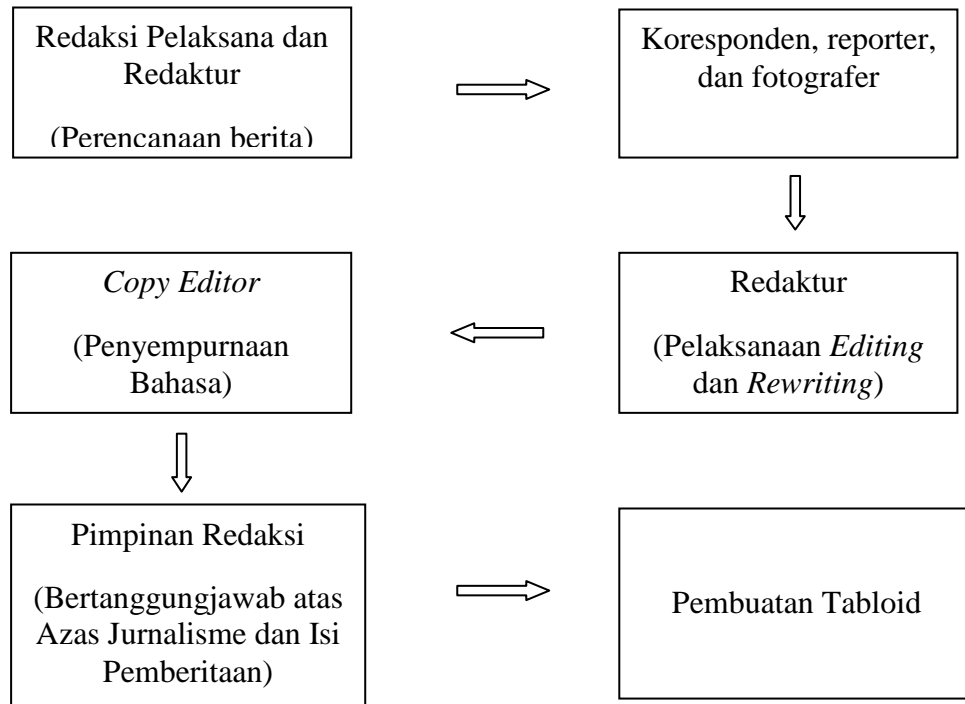 Redaksi Pelaksana dan
Redaktur
(Perencanaan berita)
Koresponden, reporter,
dan fotografer
Redaktur
(Pelaksanaan Editing
dan Rewriting)
Copy Editor
(Penyempurnaan
Bahasa)
Pimpinan Redaksi
(Bertanggungjawab atas
Azas Jurnalisme dan Isi
Pemberitaan)
Pembuatan Tabloid